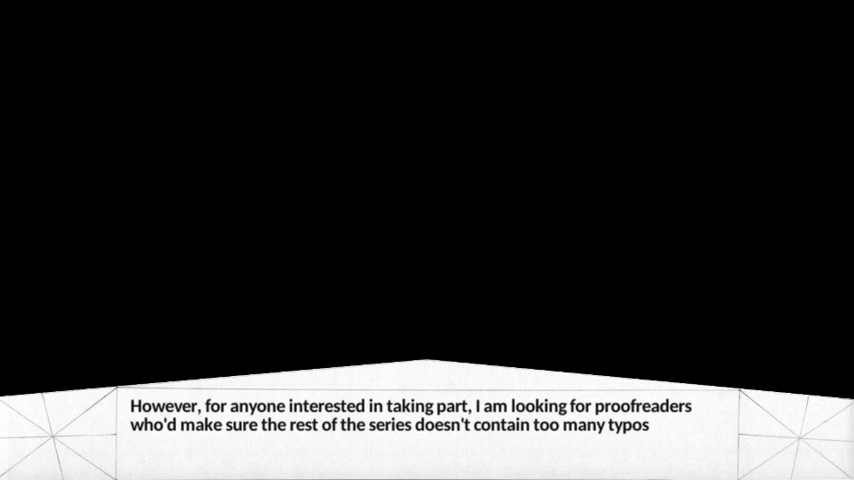 However, for anyone interested in taking part, I am looking for proofreaders
who'd make sure the rest of the series doesn't contain too many typos